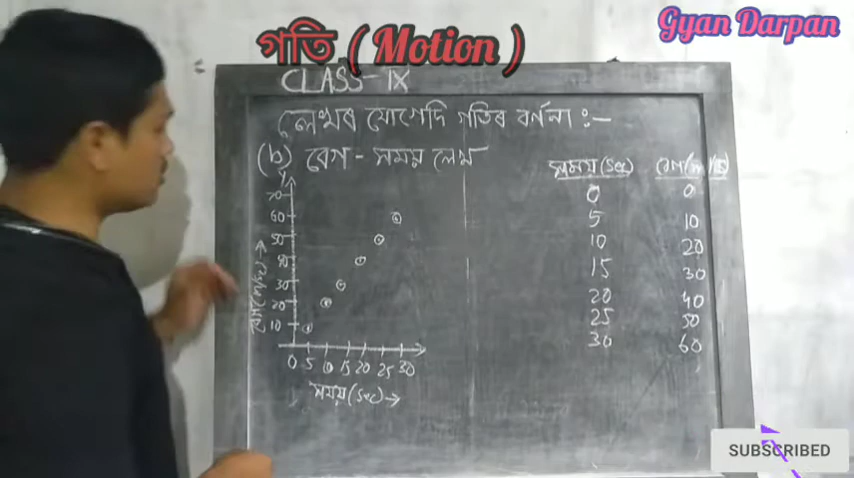 গতি ( Motion )
Gyan Darpan
CLASS-IX
লেখৰ যোগেদি গতিৰ বৰ্ণনা :-
(b) বেগ - সময় লেখ
সময় (Sec) বেগ (m/s)
0 0
5 10
10 20
15 30
20 40
25 50
30 60
Y
70
60
50
40
30
20
10
বেগ (m/s) →
0 5 10 15 20 25 30
সময় (Sec) →
SUBSCRIBED